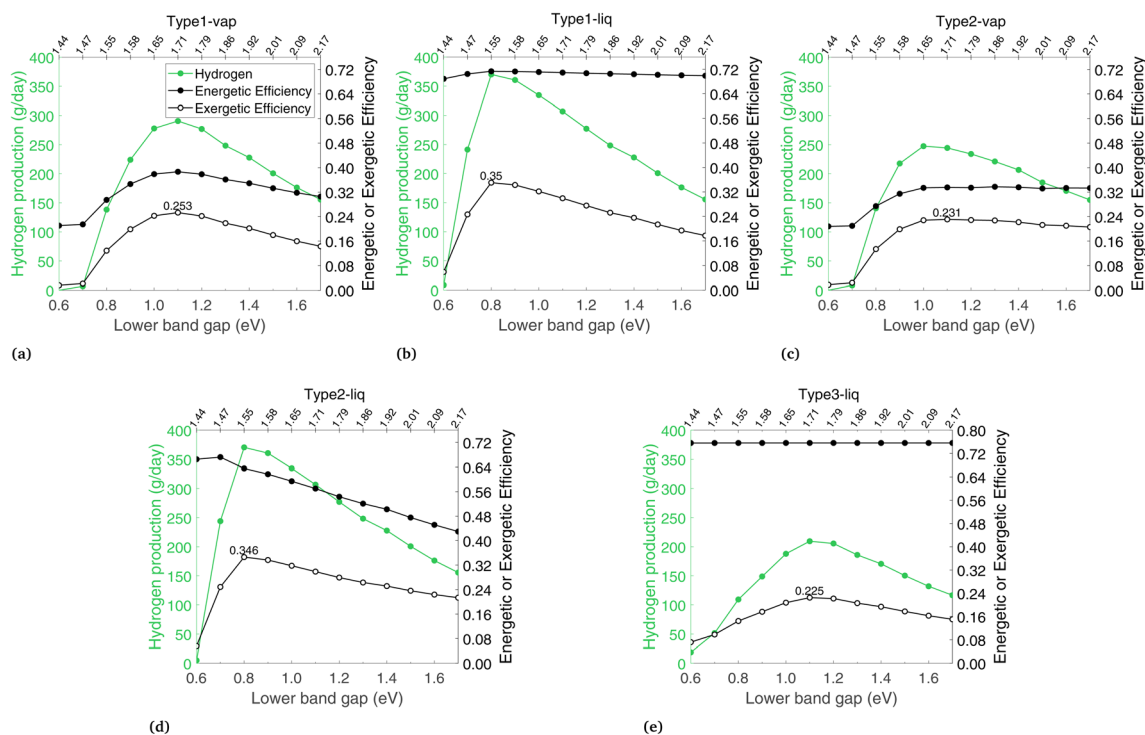 Type1-vap
1.44 1.47 1.55 1.58 1.65 1.71 1.79 1.86 1.92 2.01 2.09 2.17
Hydrogen
Energetic Efficiency
Exergetic Efficiency
400
350
300
250
200
150
100
50
0
Hydrogen production (g/day)
0.253
0.72
0.64
0.56
0.48
0.40
0.32
0.24
0.16
0.08
0.00
Energetic or Exergetic Efficiency
0.6 0.8 1.0 1.2 1.4 1.6
Lower band gap (eV)
(a)
Type1-liq
1.44 1.47 1.55 1.58 1.65 1.71 1.79 1.86 1.92 2.01 2.09 2.17
400
350
300
250
200
150
100
50
0
Hydrogen production (g/day)
0.35
0.72
0.64
0.56
0.48
0.40
0.32
0.24
0.16
0.08
0.00
Energetic or Exergetic Efficiency
0.6 0.8 1.0 1.2 1.4 1.6
Lower band gap (eV)
(b)
Type2-vap
1.44 1.47 1.55 1.58 1.65 1.71 1.79 1.86 1.92 2.01 2.09 2.17
400
350
300
250
200
150
100
50
0
Hydrogen production (g/day)
0.231
0.72
0.64
0.56
0.48
0.40
0.32
0.24
0.16
0.08
0.00
Energetic or Exergetic Efficiency
0.6 0.8 1.0 1.2 1.4 1.6
Lower band gap (eV)
(c)
Type2-liq
1.44 1.47 1.55 1.58 1.65 1.71 1.79 1.86 1.92 2.01 2.09 2.17
400
350
300
250
200
150
100
50
0
Hydrogen production (g/day)
0.346
0.72
0.64
0.56
0.48
0.40
0.32
0.24
0.16
0.08
0.00
Energetic or Exergetic Efficiency
0.6 0.8 1.0 1.2 1.4 1.6
Lower band gap (eV)
(d)
Type3-liq
1.44 1.47 1.55 1.58 1.65 1.71 1.79 1.86 1.92 2.01 2.09 2.17
400
350
300
250
200
150
100
50
0
Hydrogen production (g/day)
0.225
0.80
0.72
0.64
0.56
0.48
0.40
0.32
0.24
0.16
0.08
0.00
Energetic or Exergetic Efficiency
0.6 0.8 1.0 1.2 1.4 1.6
Lower band gap (eV)
(e)